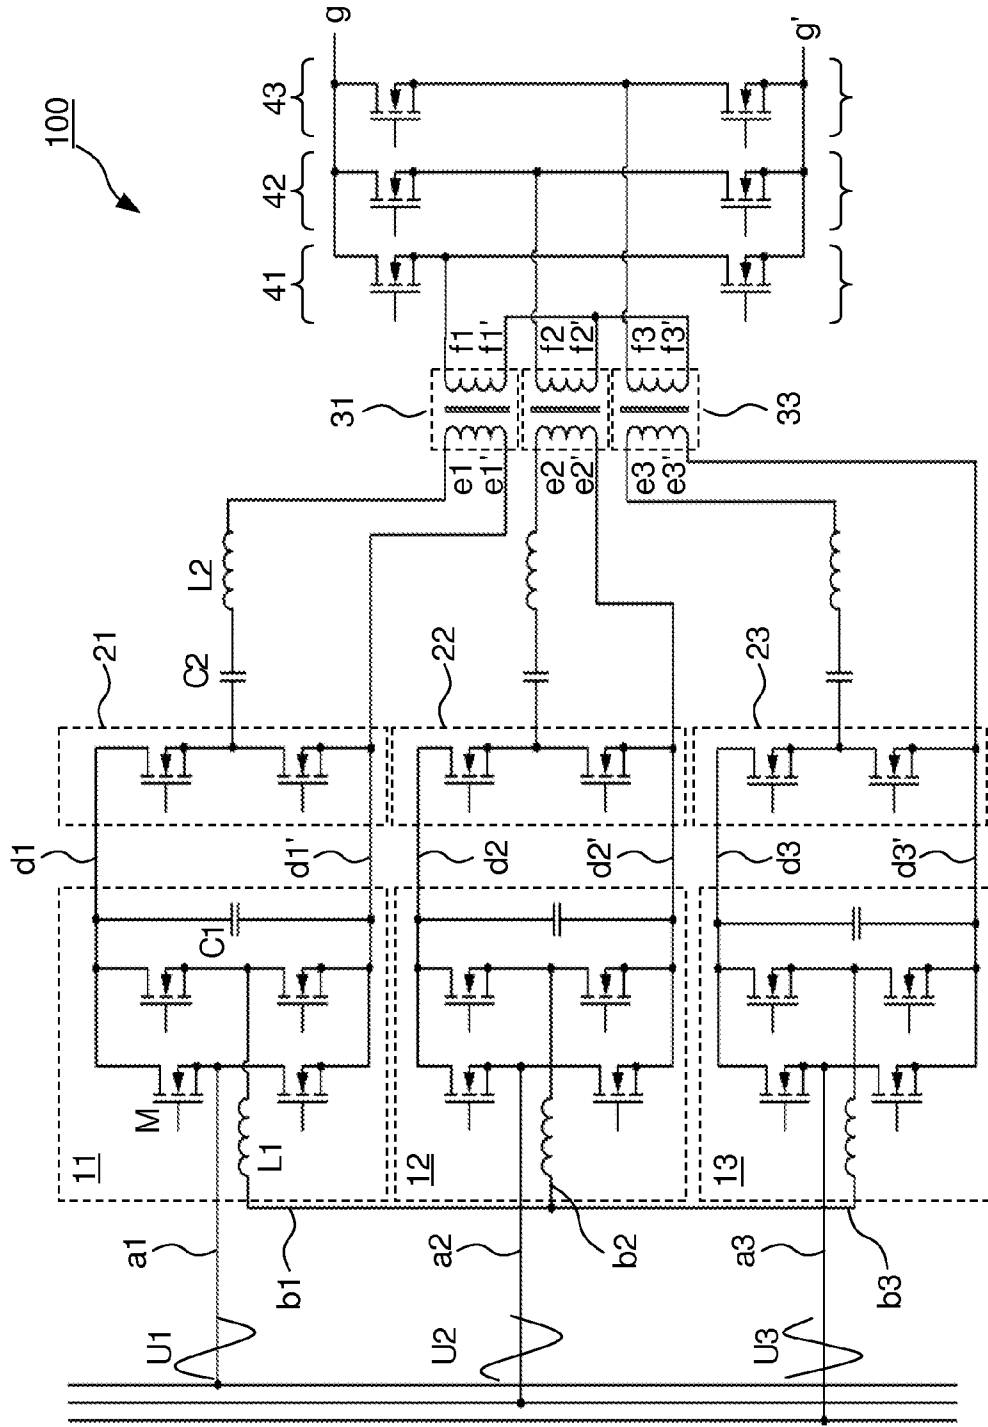 100
g
g'
43
42
41
f1
f1'
f2
f2'
f3
f3'
31
33
e1
e1'
e2
e2'
e3
e3'
L2
C2
21
22
23
d1
d1'
d2
d2'
d3
d3'
C1
M
L1
11
12
13
a1
b1
a2
b2
a3
b3
U1
U2
U3